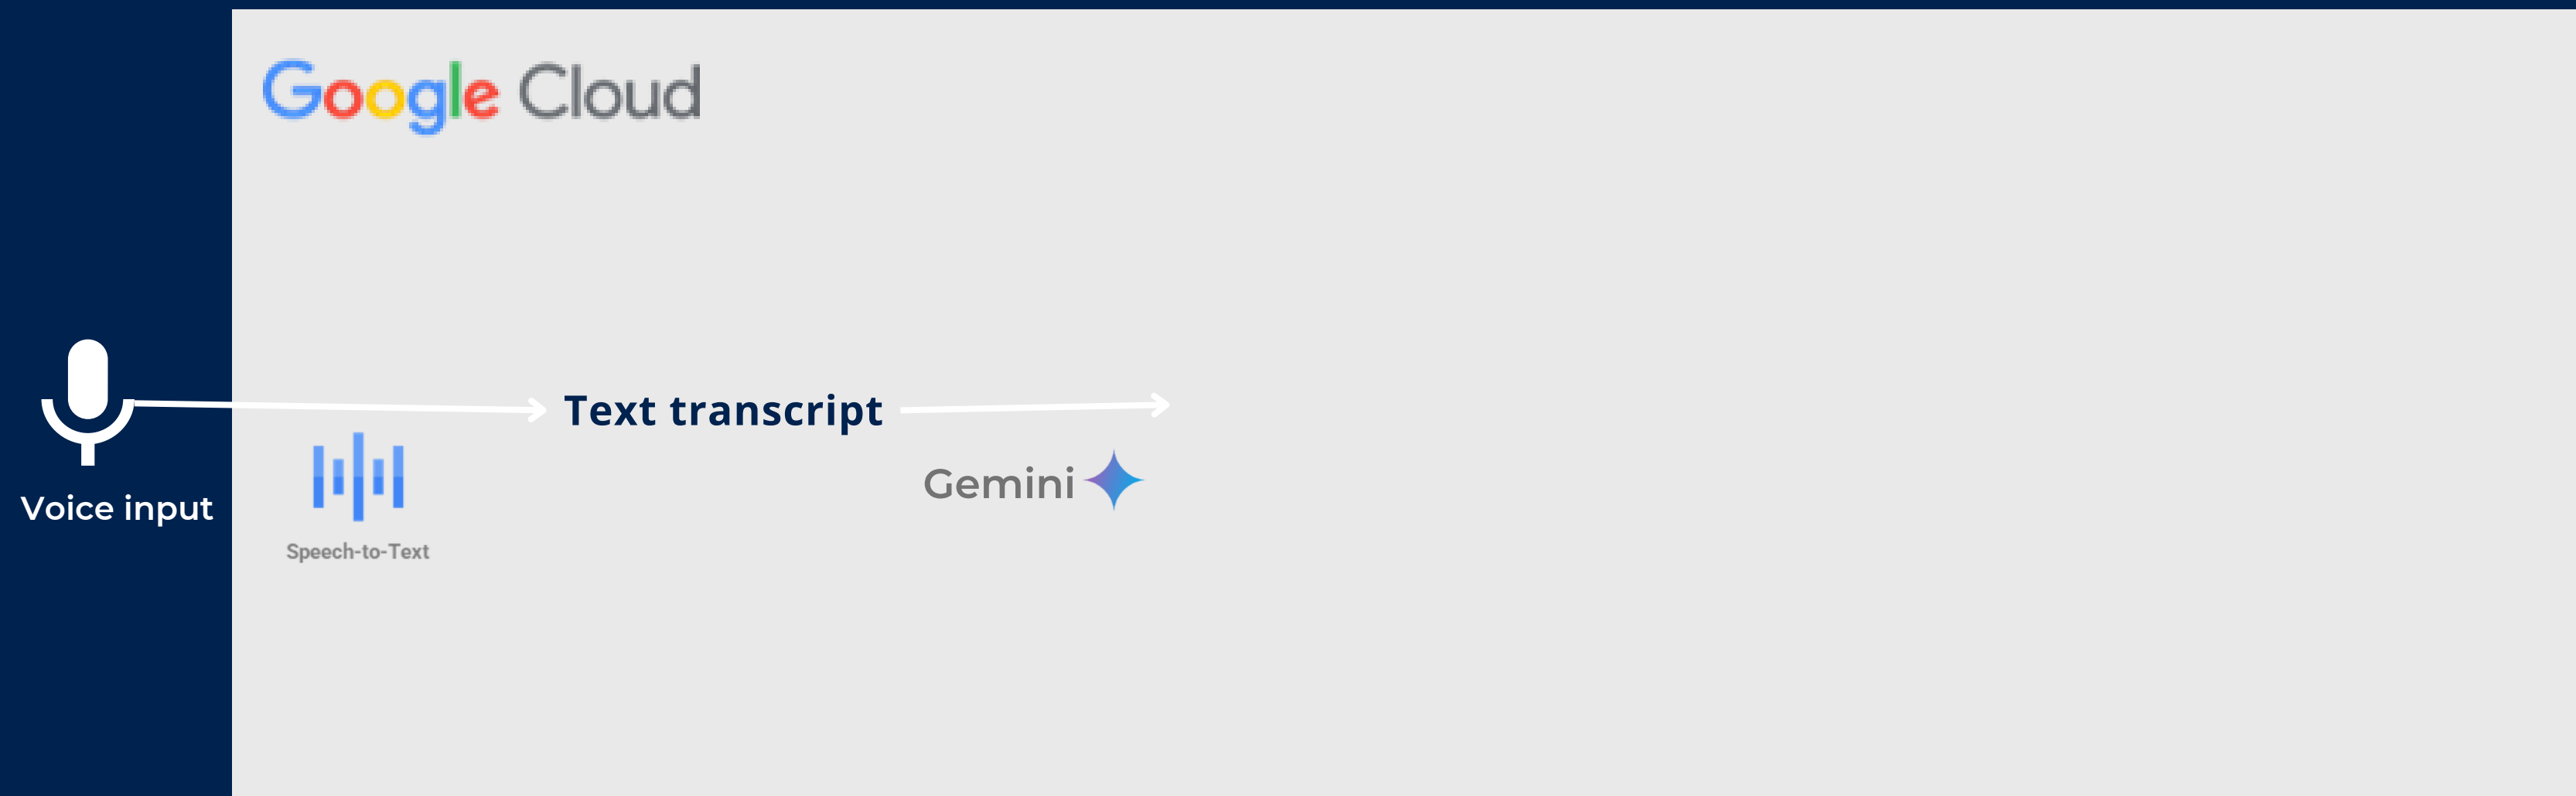 Google Cloud
Text transcript
Gemini
Voice input
Speech-to-Text